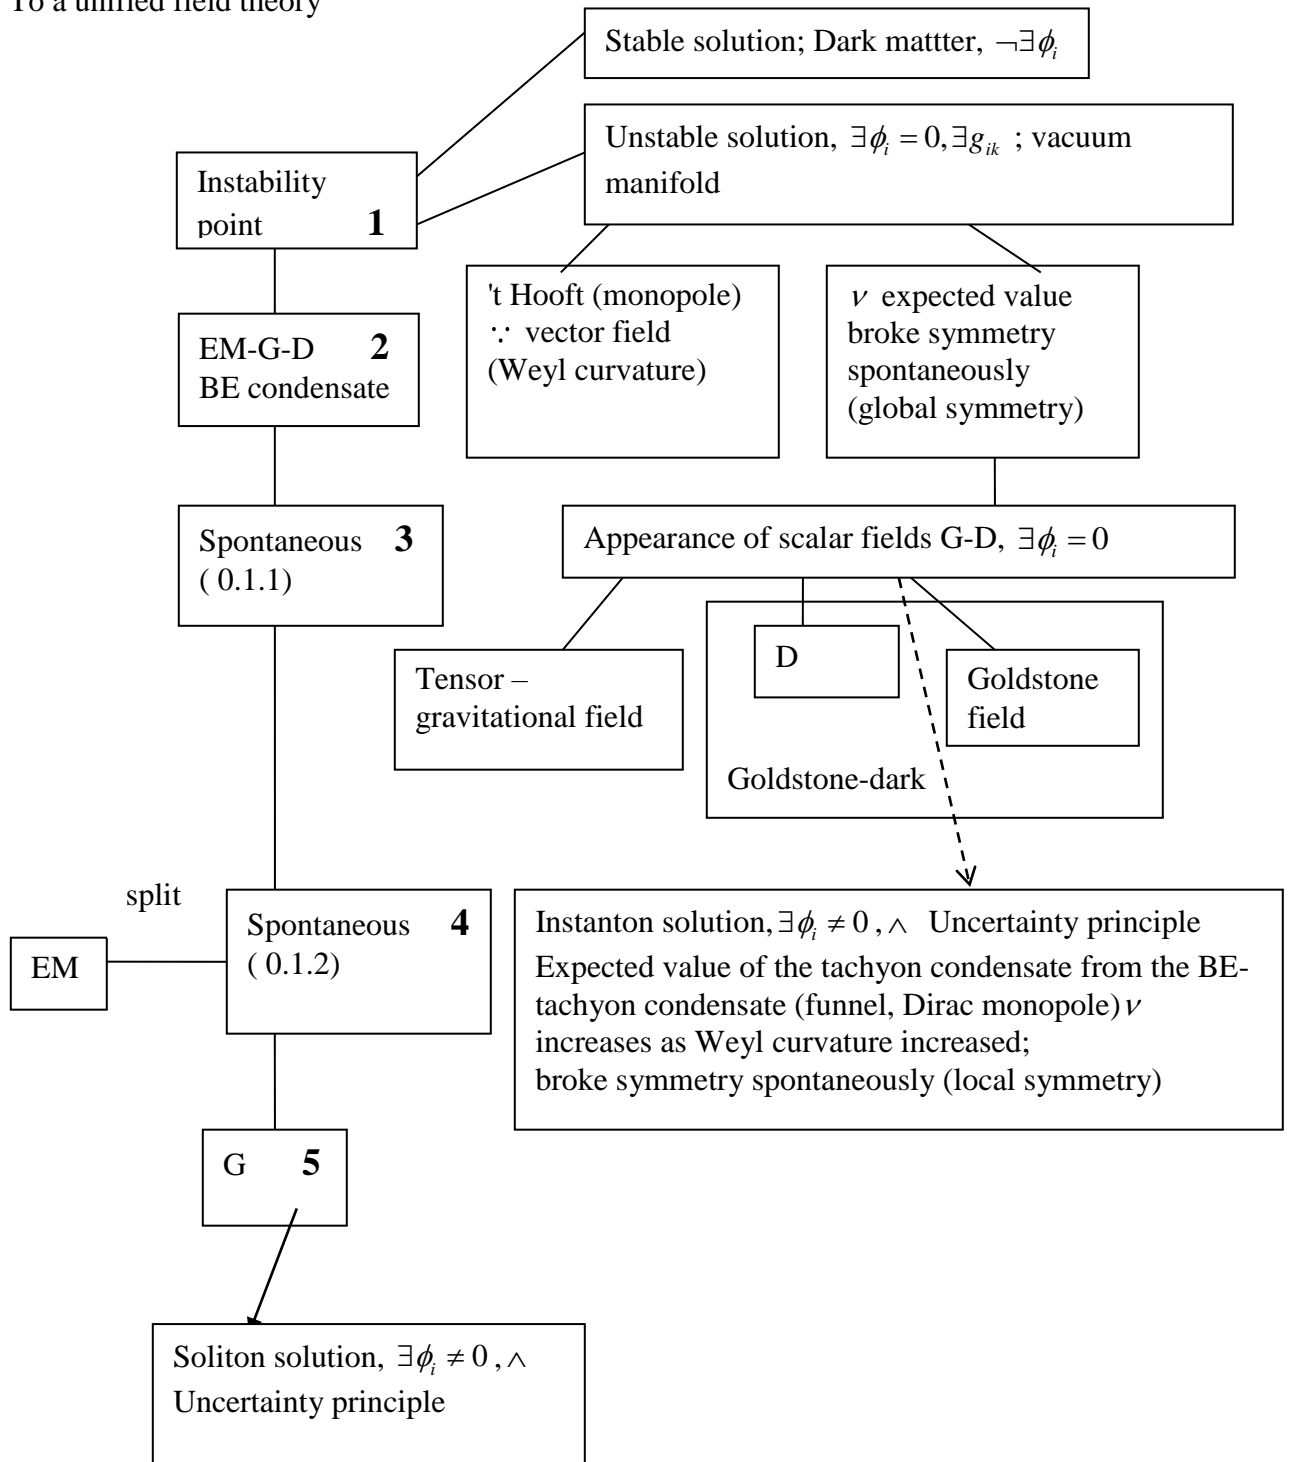 To a unified field theory
Stable solution; Dark mattter, ¬∃ϕᵢ
Unstable solution, ∃ϕᵢ = 0, ∃gᵢₖ ; vacuum
manifold
Instability
point 1
't Hooft (monopole)
∵ vector field
(Weyl curvature)
ν expected value
broke symmetry
spontaneously
(global symmetry)
EM-G-D 2
BE condensate
Spontaneous 3
( 0.1.1)
Appearance of scalar fields G-D, ∃ϕᵢ = 0
Tensor –
gravitational field
D
Goldstone
field
Goldstone-dark
split
EM
Spontaneous 4
( 0.1.2)
Instanton solution, ∃ϕᵢ ≠ 0 , ∧ Uncertainty principle
Expected value of the tachyon condensate from the BE-
tachyon condensate (funnel, Dirac monopole) ν
increases as Weyl curvature increased;
broke symmetry spontaneously (local symmetry)
G 5
Soliton solution, ∃ϕᵢ ≠ 0 , ∧
Uncertainty principle